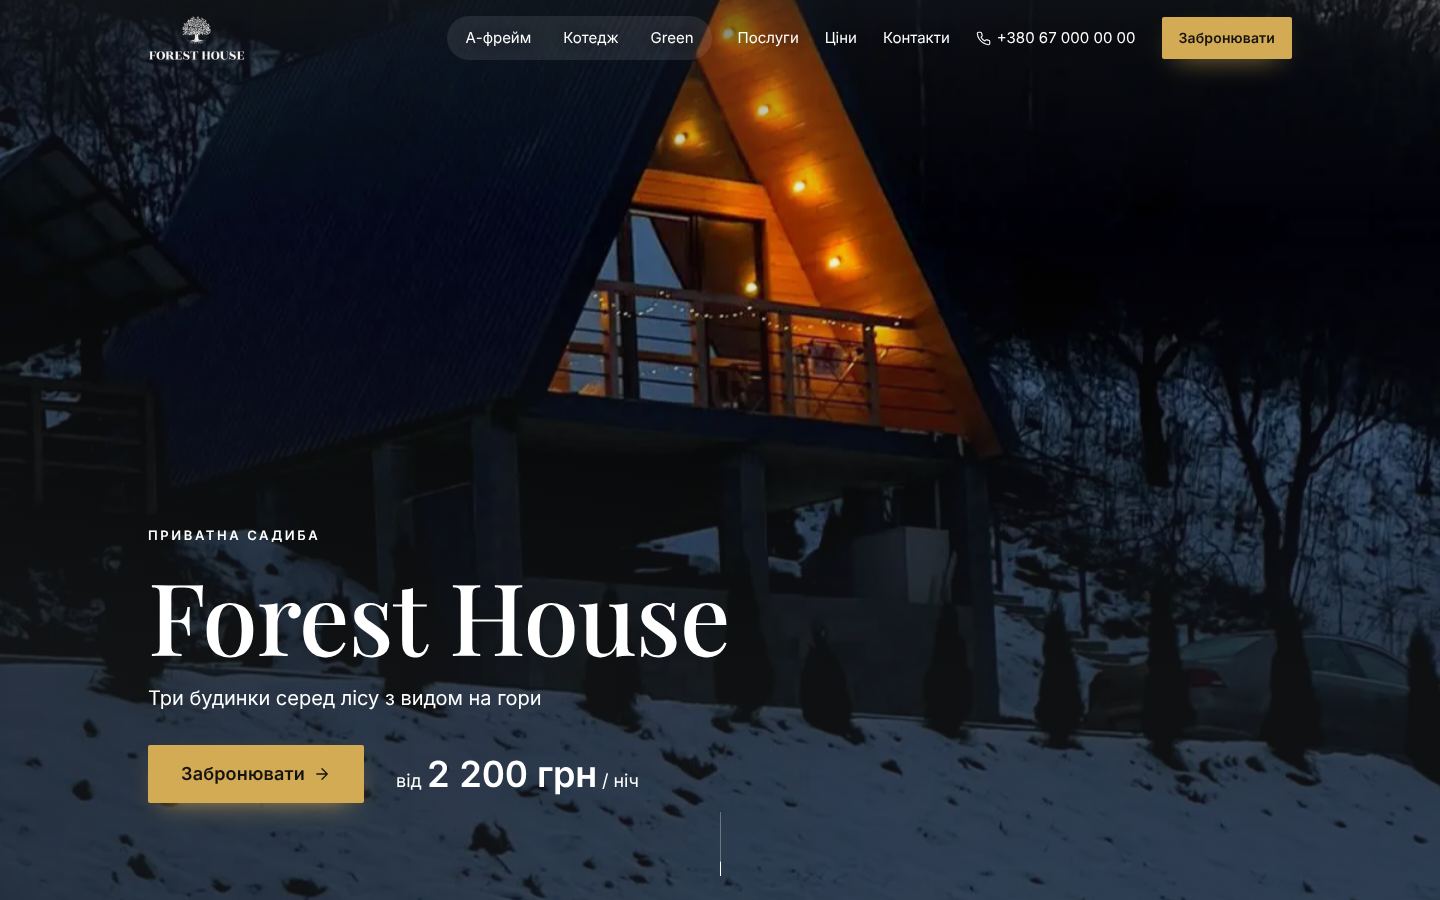 FOREST HOUSE
А-фрейм Котедж Green Послуги Ціни Контакти +380 67 000 00 00 Забронювати
ПРИВАТНА САДИБА
Forest House
Три будинки серед лісу з видом на гори
Забронювати →
від 2 200 грн / ніч